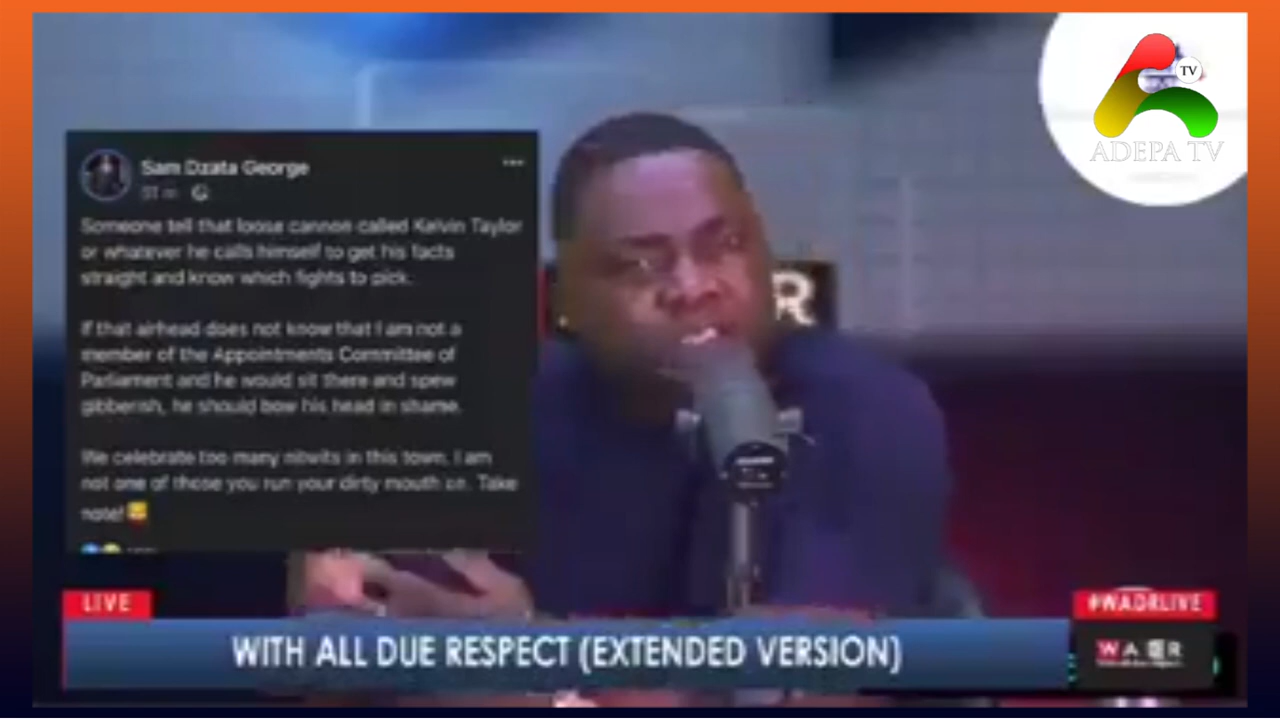 TV
ADEPA TV
Sam Dzata George
Someone tell that loose cannon called Kelvin Taylor
or whatever he calls himself to get his facts
straight and know which fights to pick.
If that airhead does not know that I am not a
member of the Appointments Committee of
Parliament and he would sit there and spew
gibberish, he should bow his head in shame.
We celebrate too many nitwits in this town. I am
not one of those you run your dirty mouth on. Take
note!
R
LIVE
#WADRLIVE
WITH ALL DUE RESPECT (EXTENDED VERSION)